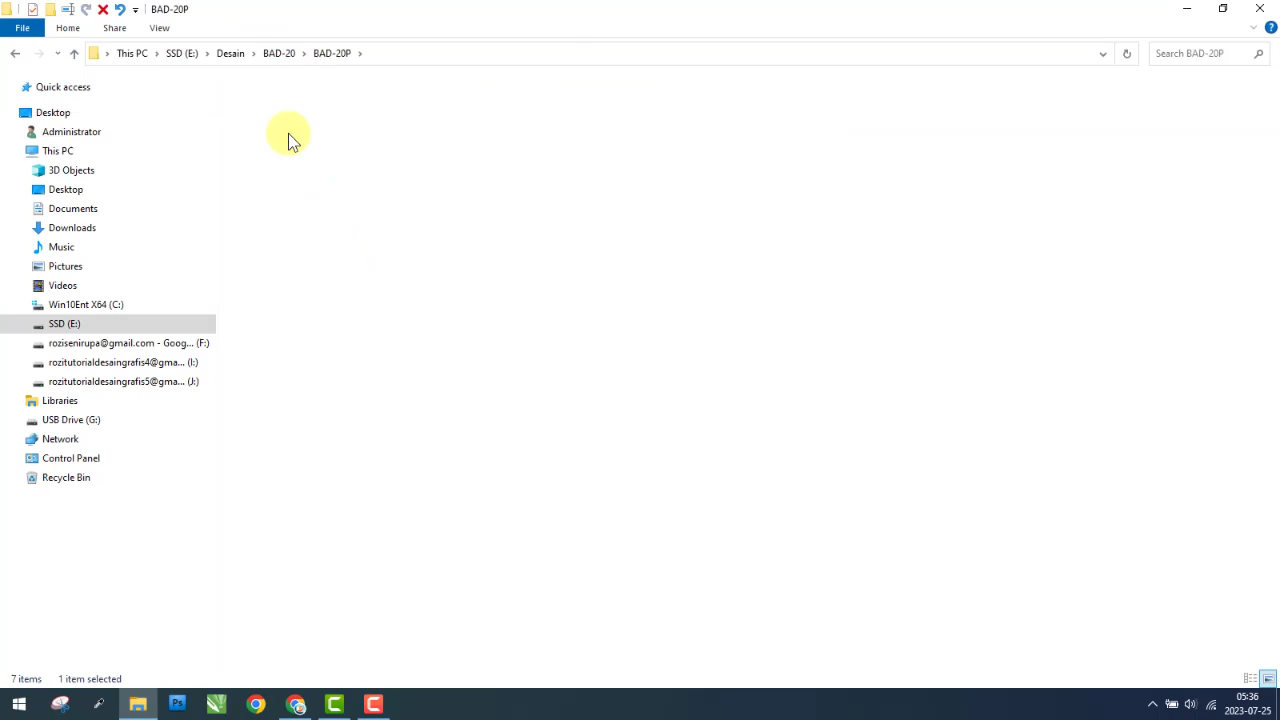 BAD-20P
File
Home
Share
View
This PC
SSD (E:)
Desain
BAD-20
BAD-20P
Search BAD-20P
Quick access
Desktop
Administrator
This PC
3D Objects
Desktop
Documents
Downloads
Music
Pictures
Videos
Win10Ent X64 (C:)
SSD (E:)
rozisenirupa@gmail.com - Goog... (F:)
rozitutorialdesaingrafis4@gma... (I:)
rozitutorialdesaingrafis5@gma... (J:)
Libraries
USB Drive (G:)
Network
Control Panel
Recycle Bin
7 items
1 item selected
Ps
05:36
2023-07-25